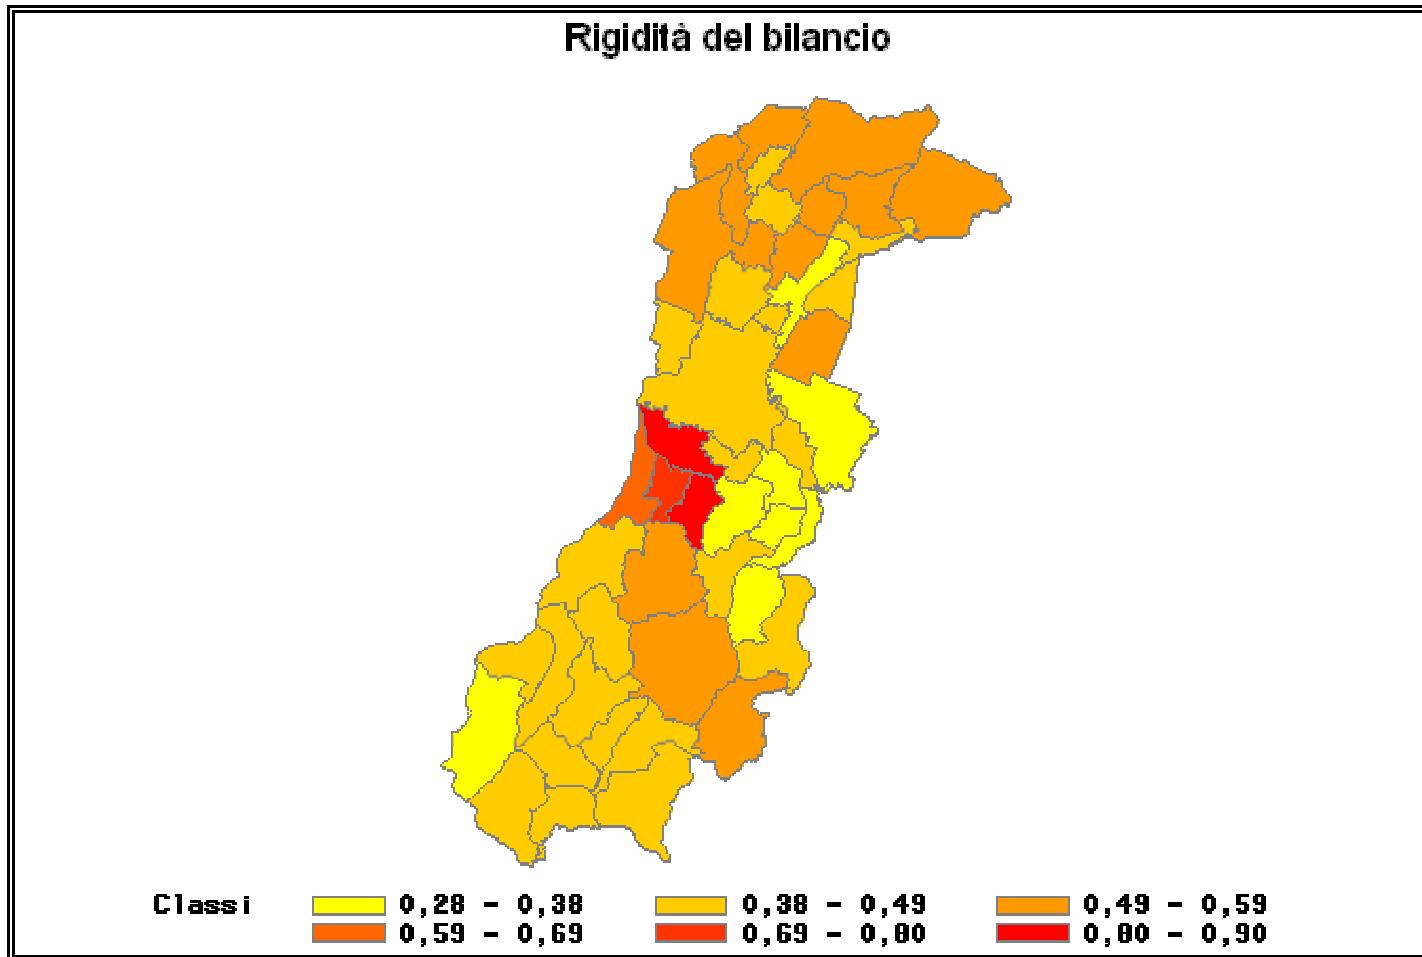 Rigidità del bilancio
Classi 0,28 - 0,38 0,38 - 0,49 0,49 - 0,59
0,59 - 0,69 0,69 - 0,80 0,80 - 0,90